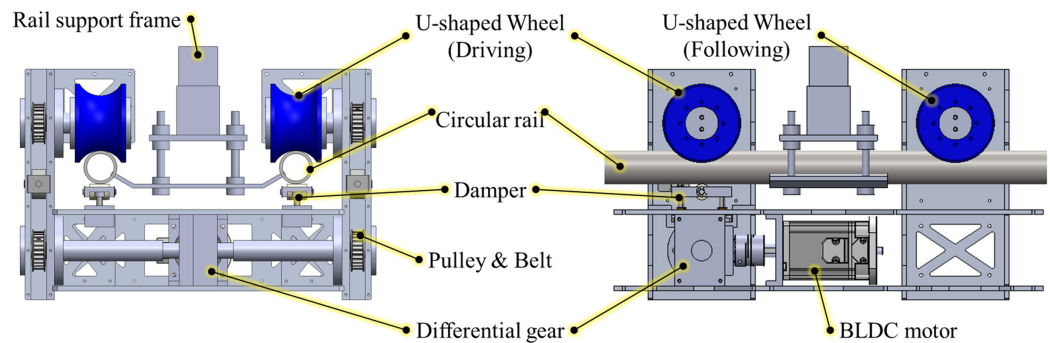 Rail support frame
U-shaped Wheel
(Driving)
U-shaped Wheel
(Following)
Circular rail
Damper
Pulley & Belt
Differential gear
BLDC motor